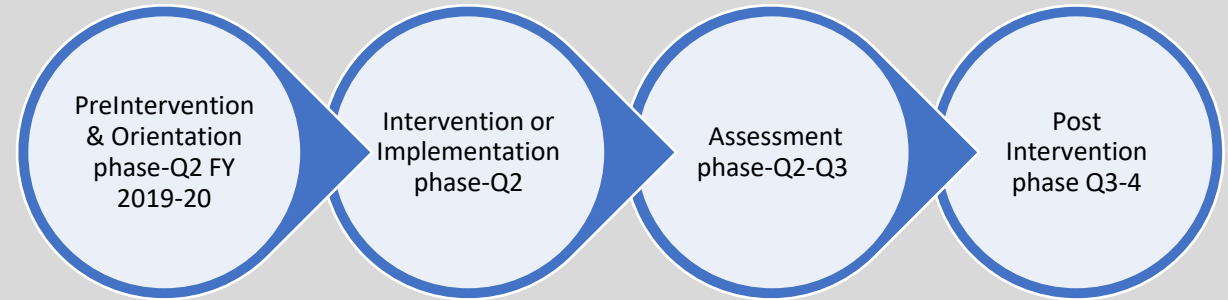 PreIntervention
& Orientation
phase-Q2 FY
2019-20
Intervention or
Implementation
phase-Q2
Assessment
phase-Q2-Q3
Post
Intervention
phase Q3-4